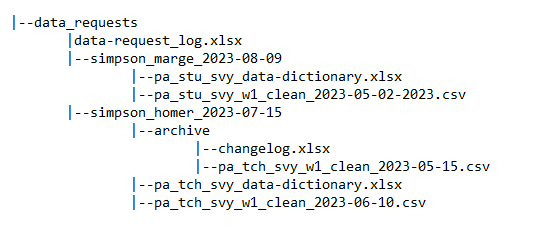 |--data_requests
|data-request_log.xlsx
|--simpson_marge_2023-08-09
|--pa_stu_svy_data-dictionary.xlsx
|--pa_stu_svy_w1_clean_2023-05-02-2023.csv
|--simpson_homer_2023-07-15
|--archive
|--changelog.xlsx
|--pa_tch_svy_w1_clean_2023-05-15.csv
|--pa_tch_svy_data-dictionary.xlsx
|--pa_tch_svy_w1_clean_2023-06-10.csv